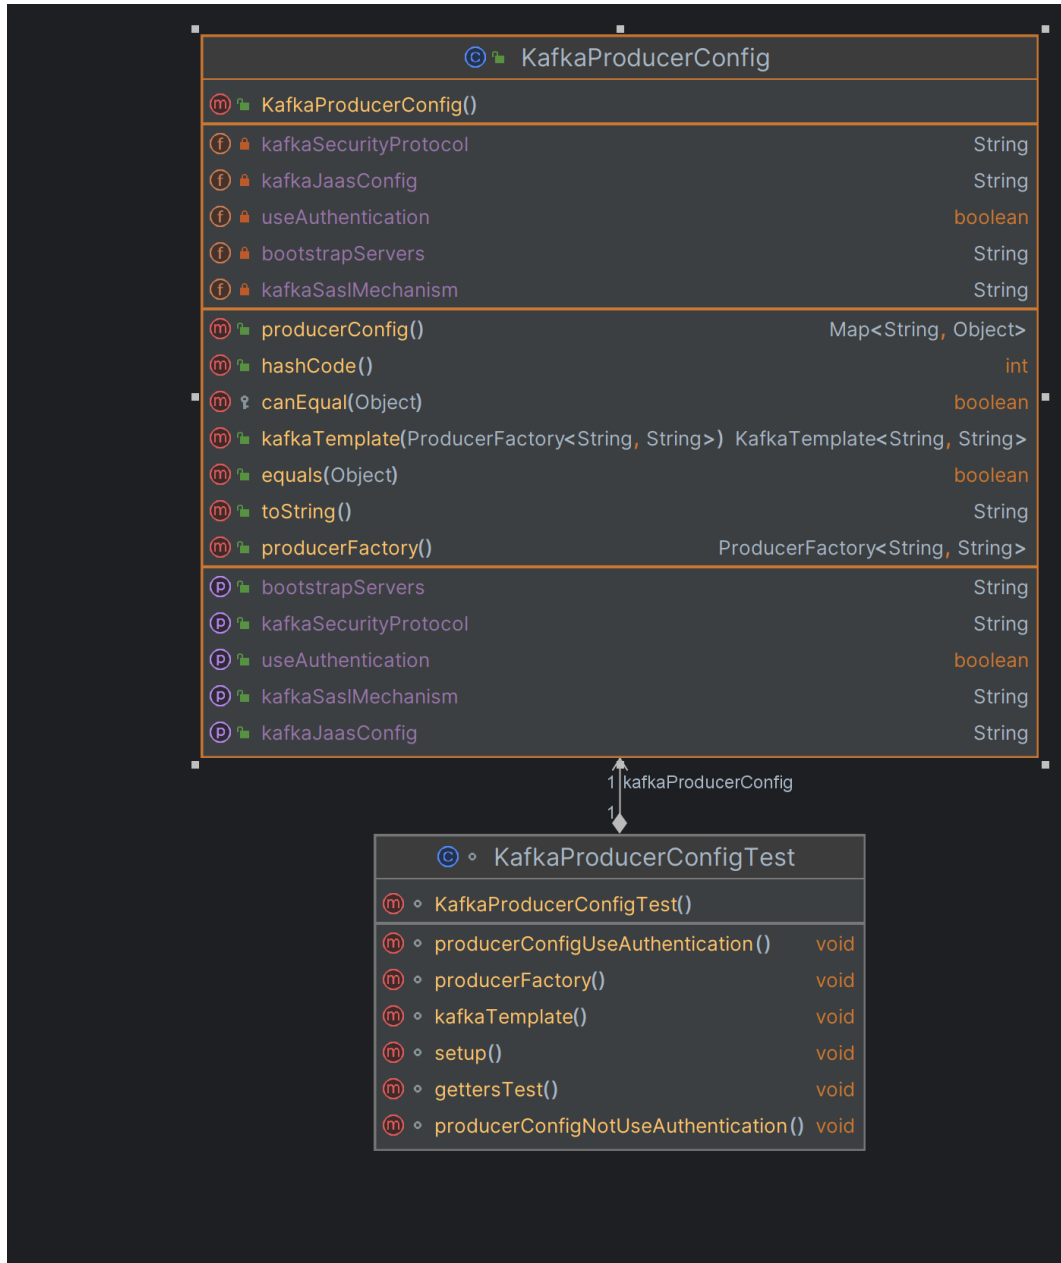 KafkaProducerConfig
KafkaProducerConfig()
kafkaSecurityProtocol String
kafkaJaasConfig String
useAuthentication boolean
bootstrapServers String
kafkaSaslMechanism String
producerConfig() Map<String, Object>
hashCode() int
canEqual(Object) boolean
kafkaTemplate(ProducerFactory<String, String>) KafkaTemplate<String, String>
equals(Object) boolean
toString() String
producerFactory() ProducerFactory<String, String>
bootstrapServers String
kafkaSecurityProtocol String
useAuthentication boolean
kafkaSaslMechanism String
kafkaJaasConfig String
1 kafkaProducerConfig
1
KafkaProducerConfigTest
KafkaProducerConfigTest()
producerConfigUseAuthentication() void
producerFactory() void
kafkaTemplate() void
setup() void
gettersTest() void
producerConfigNotUseAuthentication() void